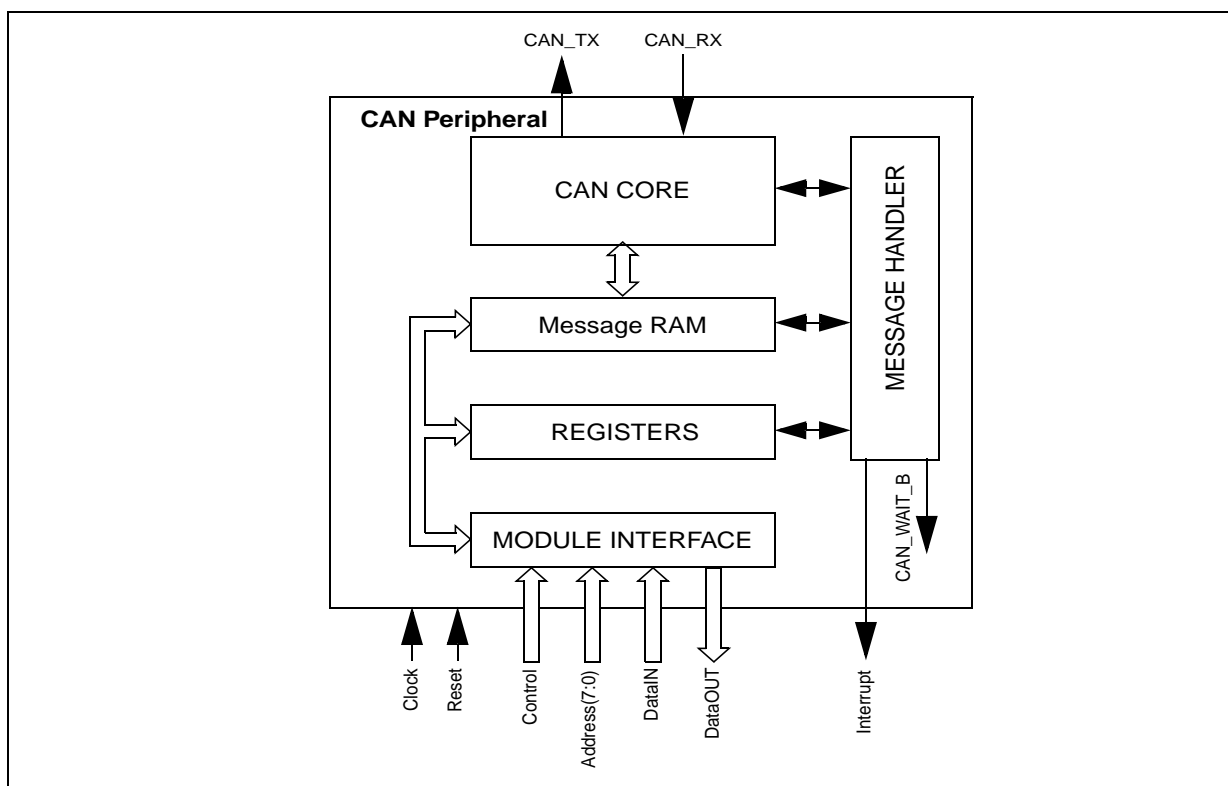 CAN_TX
CAN_RX
CAN Peripheral
CAN CORE
MESSAGE HANDLER
Message RAM
REGISTERS
MODULE INTERFACE
CAN_WAIT_B
Clock
Reset
Control
Address(7:0)
DataIN
DataOUT
Interrupt